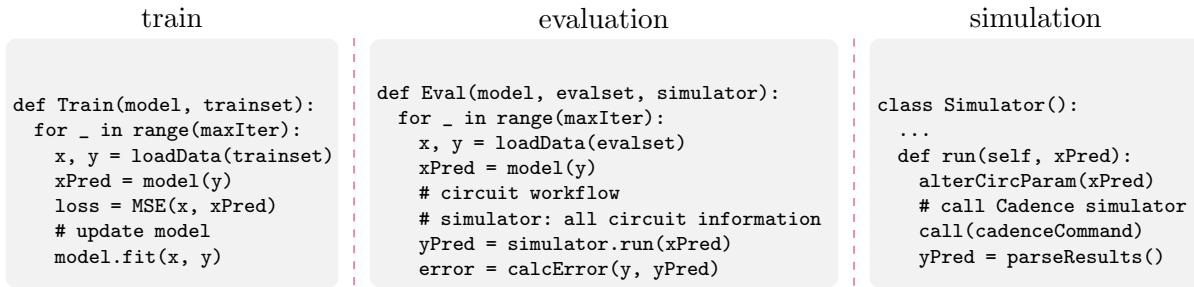 train
def Train(model, trainset):
  for _ in range(maxIter):
    x, y = loadData(trainset)
    xPred = model(y)
    loss = MSE(x, xPred)
    # update model
    model.fit(x, y)
evaluation
def Eval(model, evalset, simulator):
  for _ in range(maxIter):
    x, y = loadData(evalset)
    xPred = model(y)
    # circuit workflow
    # simulator: all circuit information
    yPred = simulator.run(xPred)
    error = calcError(y, yPred)
simulation
class Simulator():
  ...
  def run(self, xPred):
    alterCircParam(xPred)
    # call Cadence simulator
    call(cadenceCommand)
    yPred = parseResults()